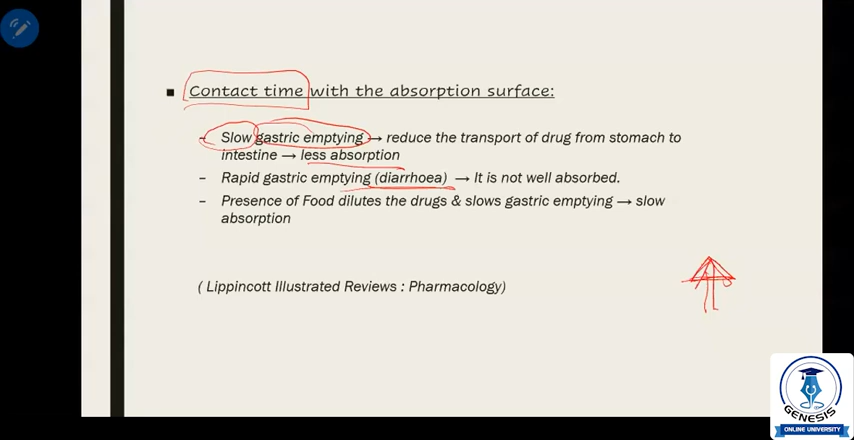 Contact time with the absorption surface:
– Slow gastric emptying → reduce the transport of drug from stomach to
intestine → less absorption
– Rapid gastric emptying (diarrhoea) → It is not well absorbed.
– Presence of Food dilutes the drugs & slows gastric emptying → slow
absorption
( Lippincott Illustrated Reviews : Pharmacology)
GENESIS
ONLINE UNIVERSITY